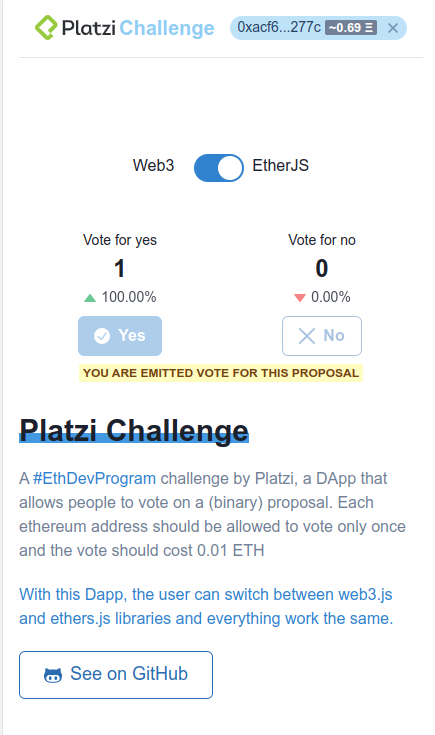 Platzi Challenge 0xacf6...277c ~0.69 Ξ
Web3 EtherJS
Vote for yes Vote for no
1 0
100.00% 0.00%
Yes No
YOU ARE EMITTED VOTE FOR THIS PROPOSAL
Platzi Challenge
A #EthDevProgram challenge by Platzi, a DApp that
allows people to vote on a (binary) proposal. Each
ethereum address should be allowed to vote only once
and the vote should cost 0.01 ETH
With this Dapp, the user can switch between web3.js
and ethers.js libraries and everything work the same.
See on GitHub